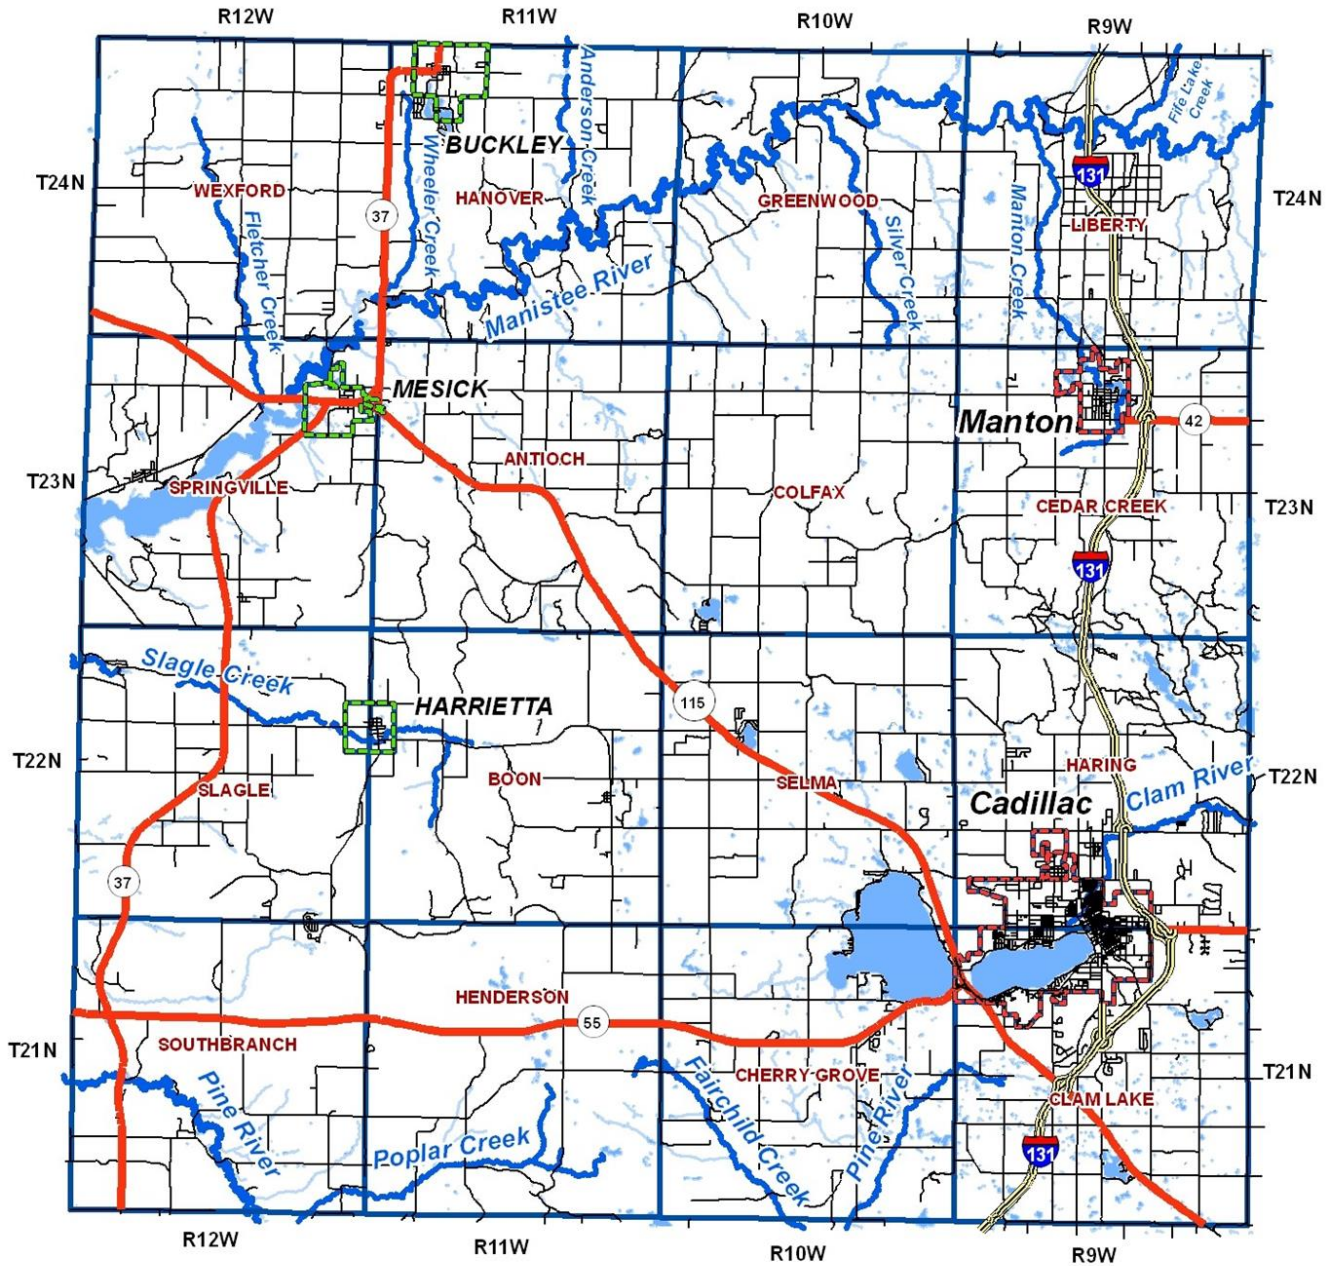 R12W
R11W
R10W
R9W
Anderson Creek
Fife Lake
Creek
BUCKLEY
Wheeler Creek
131
T24N
WEXFORD
HANOVER
GREENWOOD
Manton Creek
T24N
37
Fletcher Creek
Silver Creek
LIBERTY
Manistee River
MESICK
Manton
42
T23N
SPRINGVILLE
ANTIOCH
COLFAX
CEDAR CREEK
T23N
131
Slagle Creek
HARRIETTA
115
T22N
SLAGLE
BOON
SELMA
HARING
Clam River
T22N
Cadillac
37
HENDERSON
55
T21N
SOUTHBRANCH
CHERRY GROVE
T21N
Pine River
Fairchild Creek
Pine River
CLAM LAKE
Poplar Creek
131
R12W
R11W
R10W
R9W